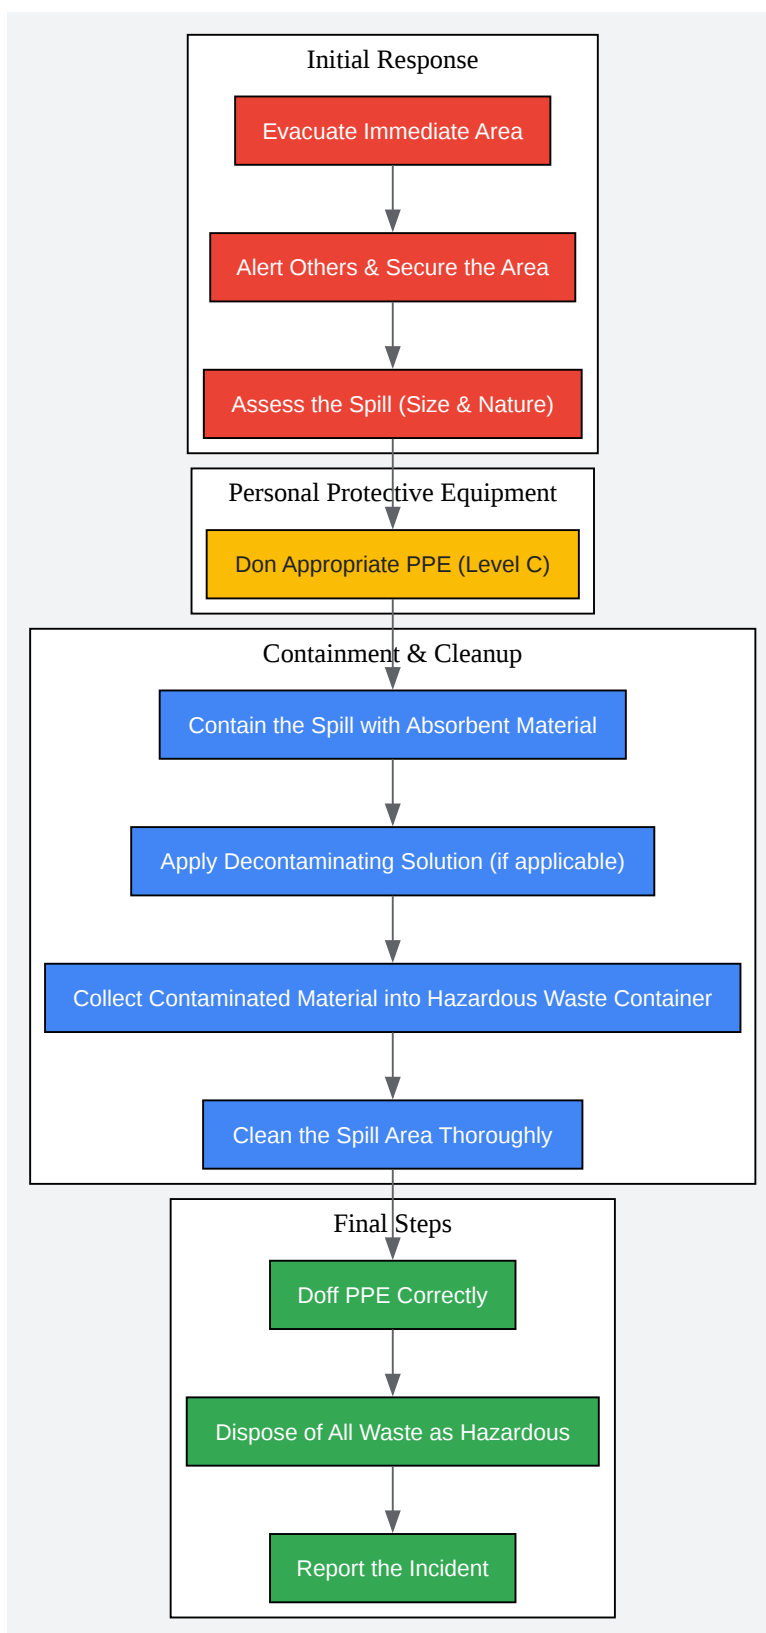 Initial Response
Evacuate Immediate Area
Alert Others & Secure the Area
Assess the Spill (Size & Nature)
Personal Protective Equipment
Don Appropriate PPE (Level C)
Containment & Cleanup
Contain the Spill with Absorbent Material
Apply Decontaminating Solution (if applicable)
Collect Contaminated Material into Hazardous Waste Container
Clean the Spill Area Thoroughly
Final Steps
Doff PPE Correctly
Dispose of All Waste as Hazardous
Report the Incident